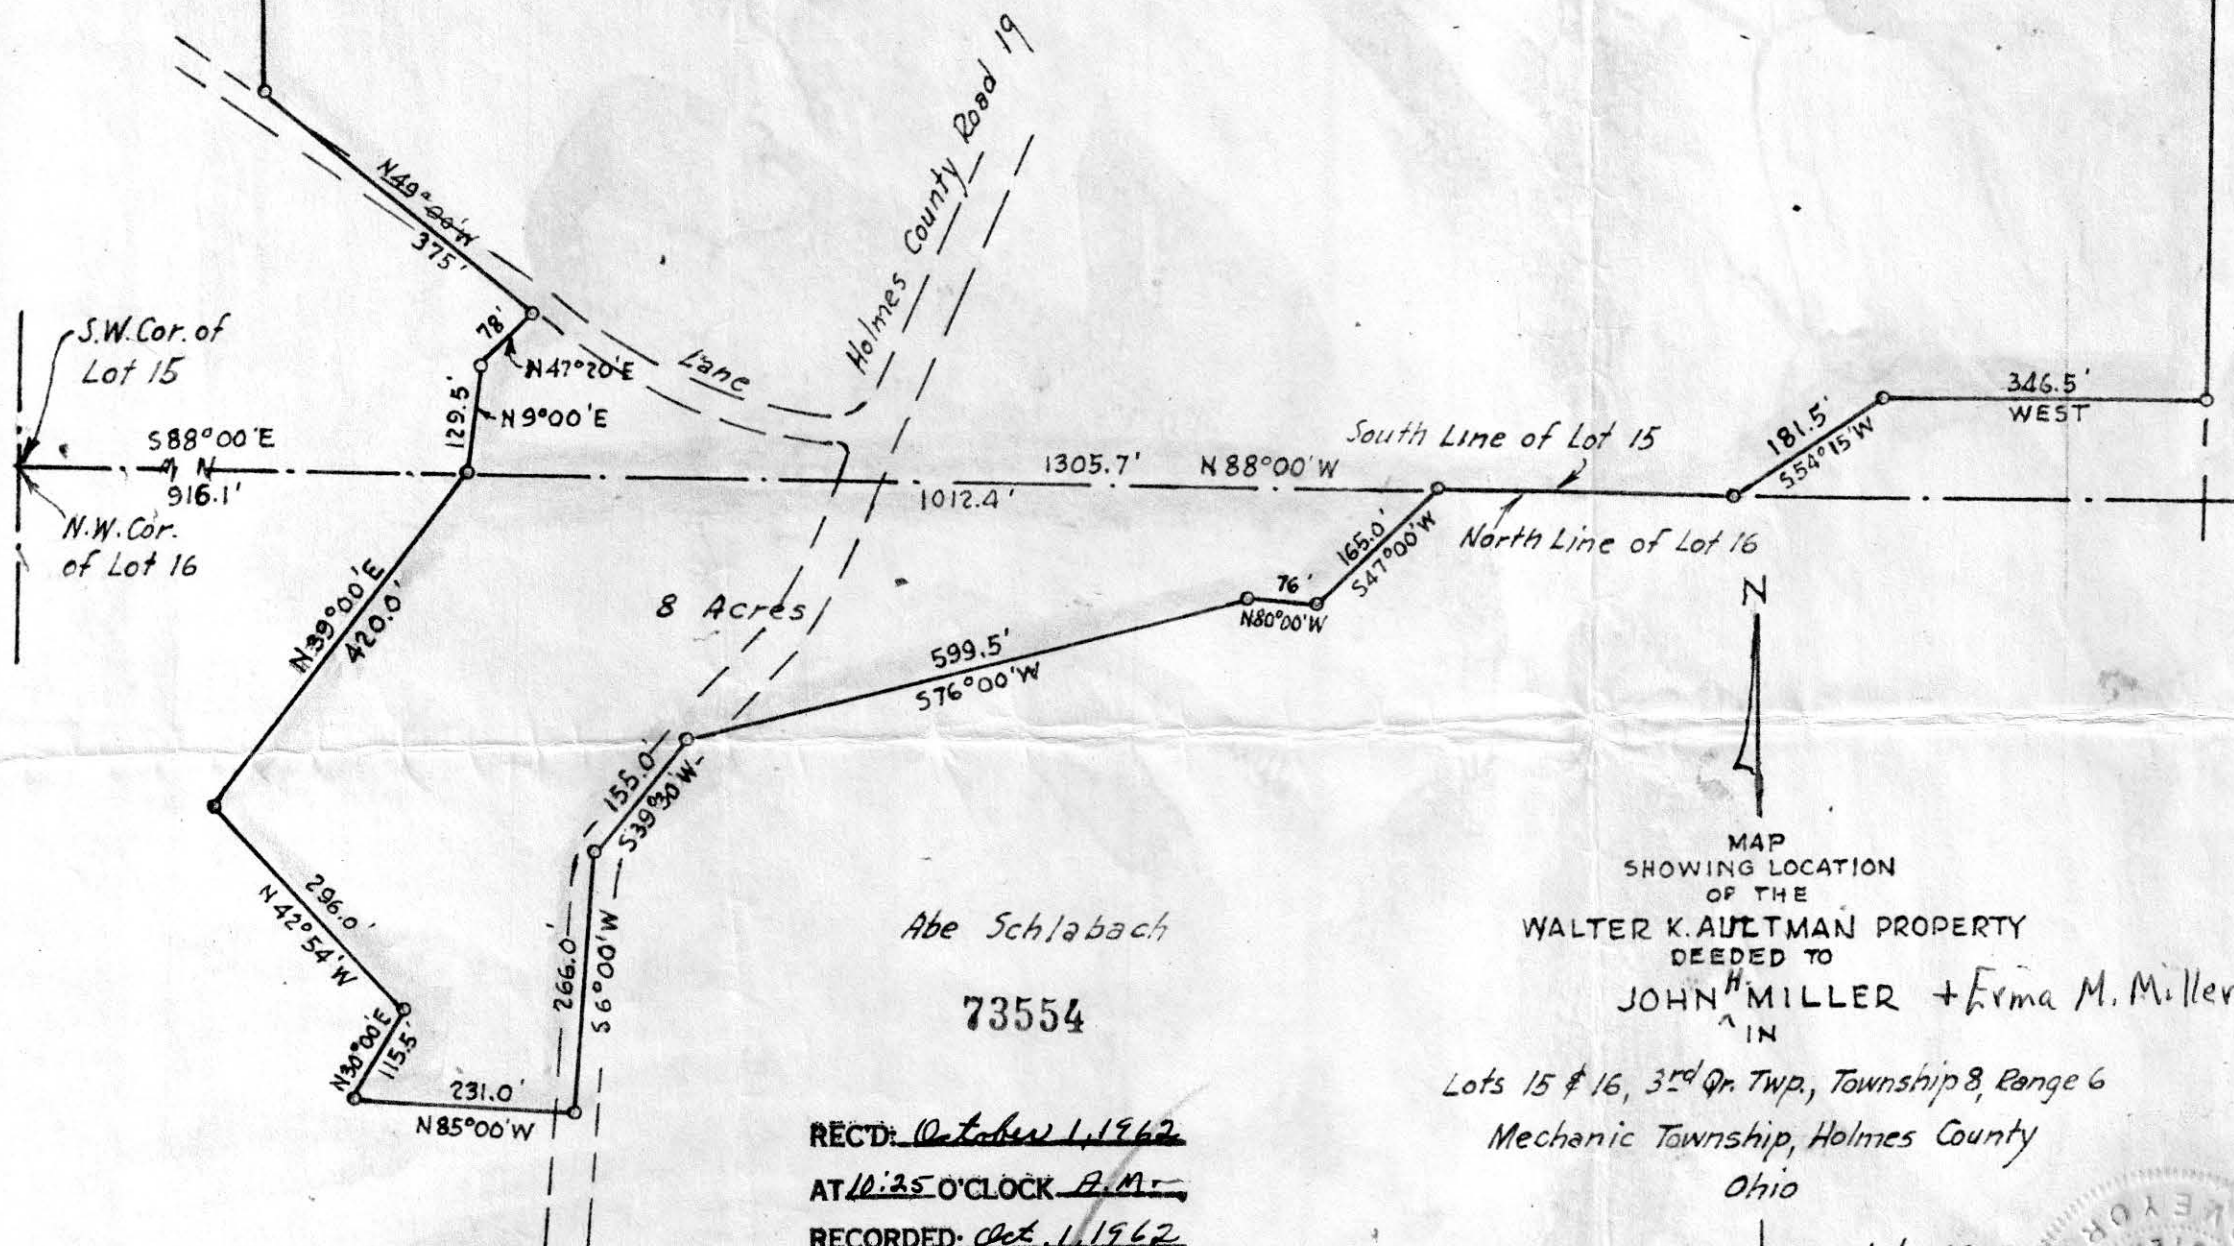 Holmes County Road 19
N49°00'W
375'
78'
N47°20'E
Lane
S.W. Cor. of
Lot 15
129.5'
N9°00'E
S88°00'E
916.1'
N.W. Cor.
of Lot 16
1305.7' N88°00'W
1012.4'
South Line of Lot 15
North Line of Lot 16
346.5'
WEST
181.5'
S54°15'W
165.0'
S47°00'W
76'
N80°00'W
N39°00'E
420.0'
8 Acres
599.5'
S76°00'W
N
155.0'
S39°30'W
296.0'
N42°54'W
266.0'
S6°00'W
N30°00'E
115.5'
231.0'
N85°00'W
Abe Schlabach
73554
REC'D: October 1, 1962
AT 10:25 O'CLOCK A.M.
RECORDED: Oct. 1, 1962
MAP
SHOWING LOCATION
OF THE
WALTER K. AULTMAN PROPERTY
DEEDED TO
JOHN H. MILLER + Erma M. Miller
IN
Lots 15 & 16, 3rd Qr. Twp., Township 8, Range 6
Mechanic Township, Holmes County
Ohio